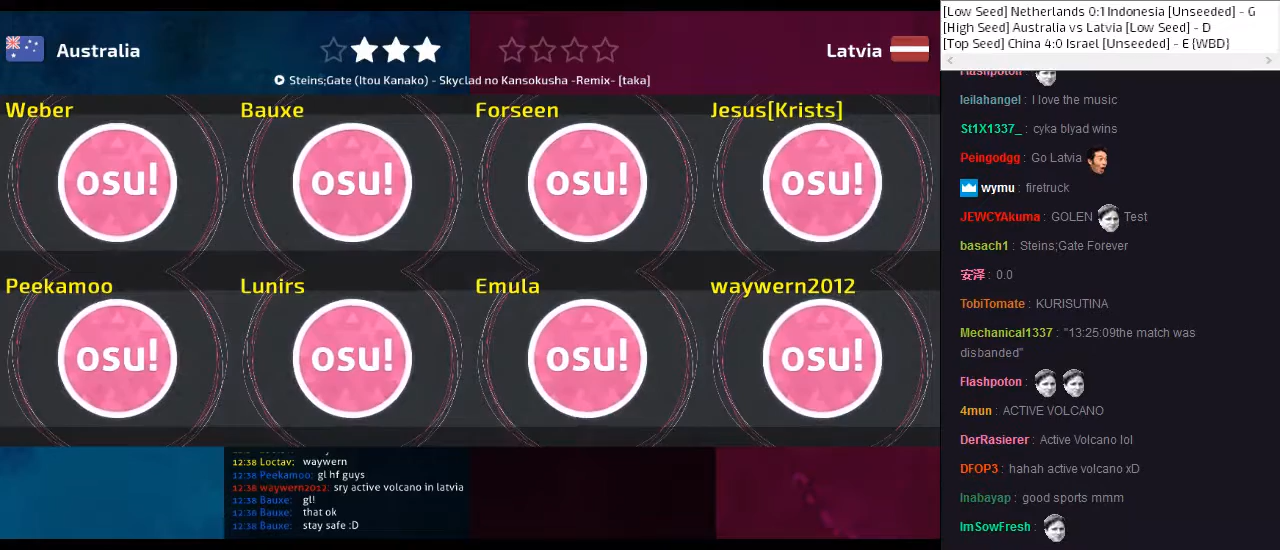 Australia
Latvia
Steins;Gate (Itou Kanako) - Skyclad no Kansokusha -Remix- [taka]
Weber
Bauxe
Forseen
Jesus[Krists]
osu!
osu!
osu!
osu!
Peekamoo
Lunirs
Emula
waywern2012
osu!
osu!
osu!
osu!
12:38 Loctav: waywern
12:38 Peekamoo: gl hf guys
12:38 waywern2012: sry active volcano in latvia
12:38 Bauxe: gl!
12:38 Bauxe: that ok
12:38 Bauxe: stay safe :D
[Low Seed] Netherlands 0:1 Indonesia [Unseeded] - G
[High Seed] Australia vs Latvia [Low Seed] - D
[Top Seed] China 4:0 Israel [Unseeded] - E {WBD}
Flashpoton :
leilahangel : I love the music
St1X1337_ : cyka blyad wins
Peingodgg : Go Latvia
wymu : firetruck
JEWCYAkuma : GOLEN Test
basach1 : Steins;Gate Forever
安泽 : 0.0
TobiTomate : KURISUTINA
Mechanical1337 : "13:25:09the match was
disbanded"
Flashpoton :
4mun : ACTIVE VOLCANO
DerRasierer : Active Volcano lol
DFOP3 : hahah active volcano xD
Inabayap : good sports mmm
ImSowFresh :